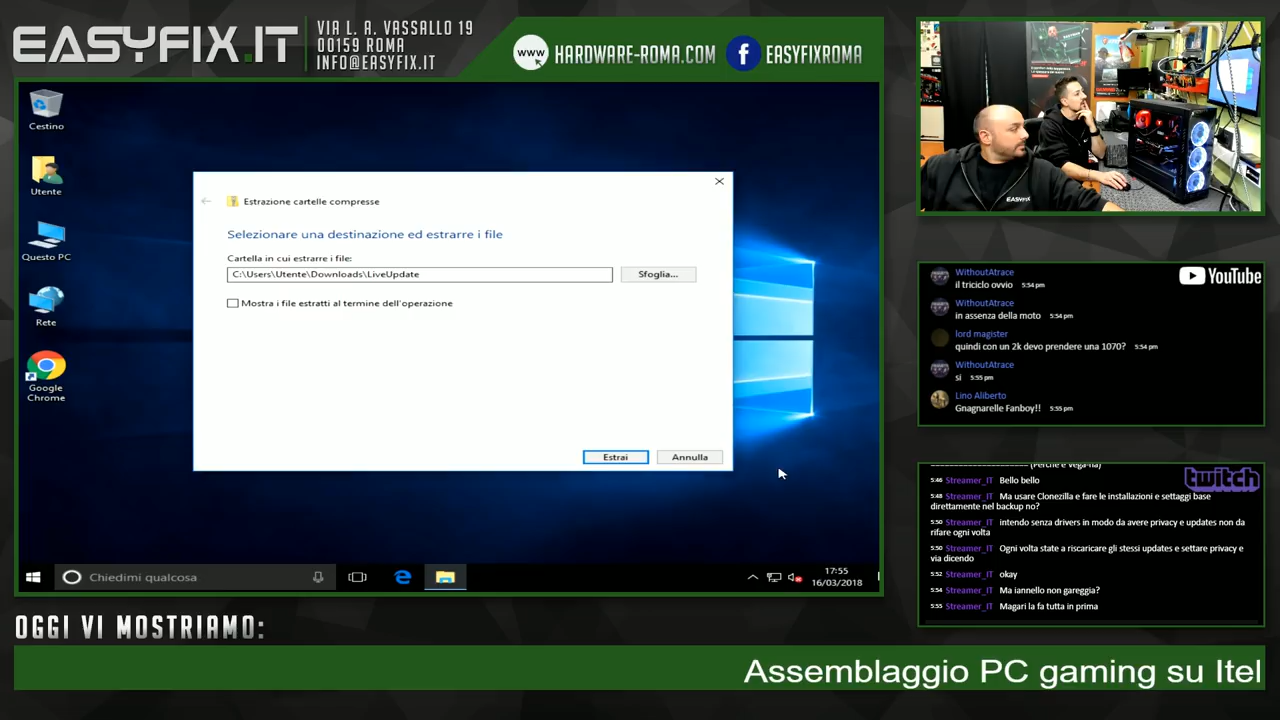 EASYFIX.IT
VIA L. A. VASSALLO 19
00159 ROMA
INFO@EASYFIX.IT
WWW
HARDWARE-ROMA.COM
f
EASYFIXROMA
Cestino
Utente
Questo PC
Rete
Google
Chrome
Estrazione cartelle compresse
Selezionare una destinazione ed estrarre i file
Cartella in cui estrarre i file:
C:\Users\Utente\Downloads\LiveUpdate
Sfoglia...
Mostra i file estratti al termine dell'operazione
Estrai
Annulla
Chiedimi qualcosa
17:55
16/03/2018
EASYFIX
YouTube
WithoutAtrace
il triciclo ovvio 5:54 pm
WithoutAtrace
in assenza della moto 5:54 pm
lord magister
quindi con un 2k devo prendere una 1070? 5:54 pm
WithoutAtrace
si 5:55 pm
Lino Aliberto
Gnagnarelle Fanboy!! 5:55 pm
twitch
(Perchè è Vega-na)
5:46 Streamer_IT Bello bello
5:48 Streamer_IT Ma usare Clonezilla e fare le installazioni e settaggi base
direttamente nel backup no?
5:50 Streamer_IT intendo senza drivers in modo da avere privacy e updates non da
rifare ogni volta
5:50 Streamer_IT Ogni volta state a riscaricare gli stessi updates e settare privacy e
via dicendo
5:52 Streamer_IT okay
5:54 Streamer_IT Ma iannello non gareggia?
5:55 Streamer_IT Magari la fa tutta in prima
OGGI VI MOSTRIAMO:
Assemblaggio PC gaming su Itel